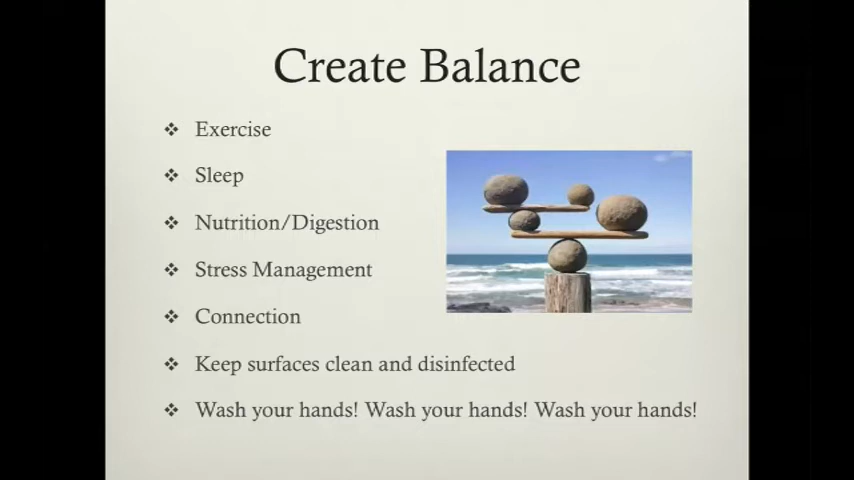 Create Balance
Exercise
Sleep
Nutrition/Digestion
Stress Management
Connection
Keep surfaces clean and disinfected
Wash your hands! Wash your hands! Wash your hands!